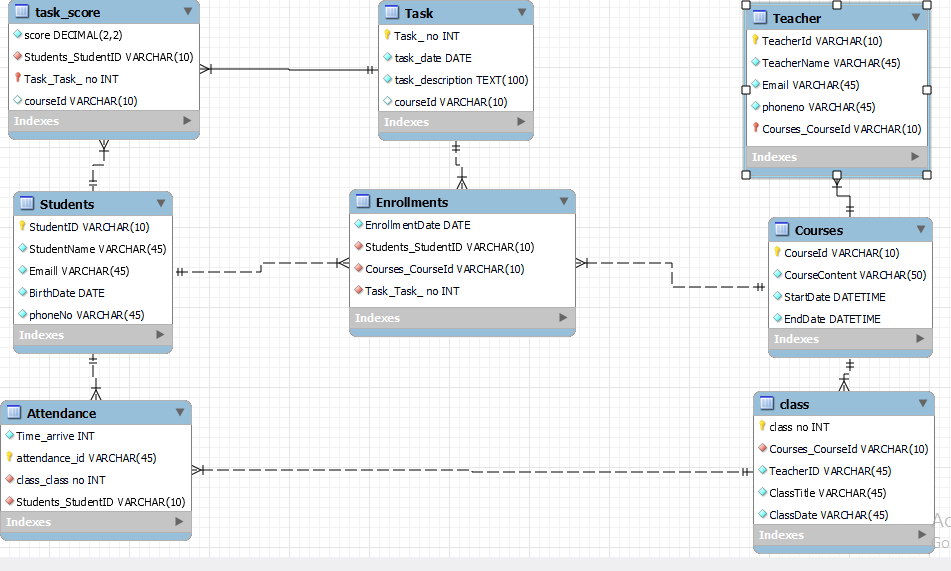 task_score
score DECIMAL(2,2)
Students_StudentID VARCHAR(10)
Task_Task_ no INT
courseId VARCHAR(10)
Indexes
Task
Task_ no INT
task_date DATE
task_description TEXT(100)
courseId VARCHAR(10)
Indexes
Teacher
TeacherId VARCHAR(10)
TeacherName VARCHAR(45)
Email VARCHAR(45)
phoneno VARCHAR(45)
Courses_CourseId VARCHAR(10)
Indexes
Students
StudentID VARCHAR(10)
StudentName VARCHAR(45)
Emaill VARCHAR(45)
BirthDate DATE
phoneNo VARCHAR(45)
Indexes
Enrollments
EnrollmentDate DATE
Students_StudentID VARCHAR(10)
Courses_CourseId VARCHAR(10)
Task_Task_ no INT
Indexes
Courses
CourseId VARCHAR(10)
CourseContent VARCHAR(50)
StartDate DATETIME
EndDate DATETIME
Indexes
Attendance
Time_arrive INT
attendance_id VARCHAR(45)
class_class no INT
Students_StudentID VARCHAR(10)
Indexes
class
class no INT
Courses_CourseId VARCHAR(10)
TeacherID VARCHAR(45)
ClassTitle VARCHAR(45)
ClassDate VARCHAR(45)
Indexes